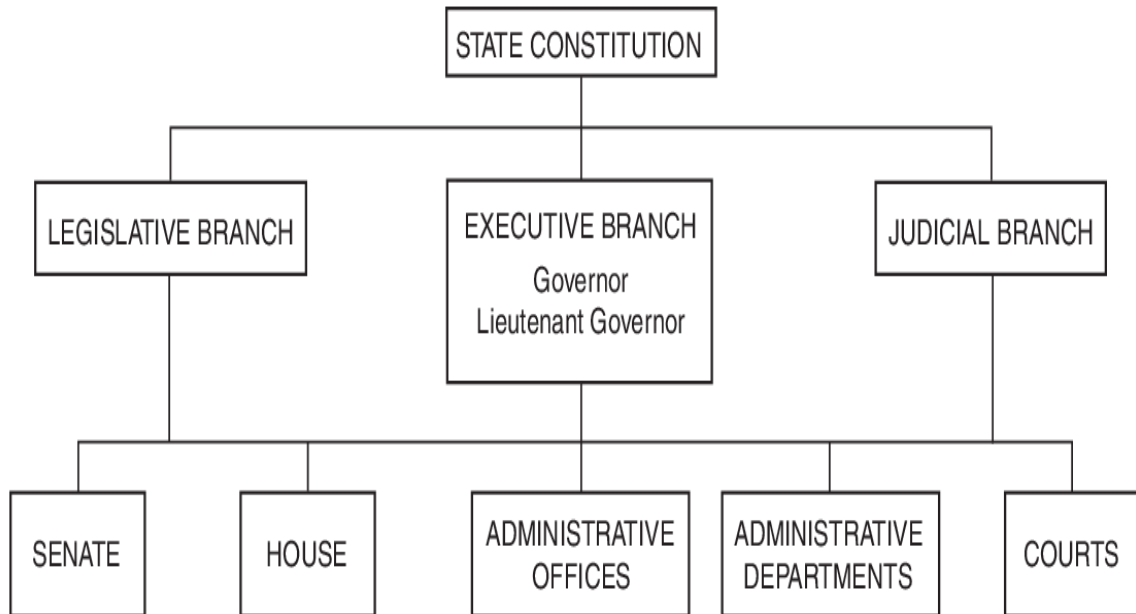 STATE CONSTITUTION
LEGISLATIVE BRANCH
EXECUTIVE BRANCH
Governor
Lieutenant Governor
JUDICIAL BRANCH
SENATE
HOUSE
ADMINISTRATIVE
OFFICES
ADMINISTRATIVE
DEPARTMENTS
COURTS